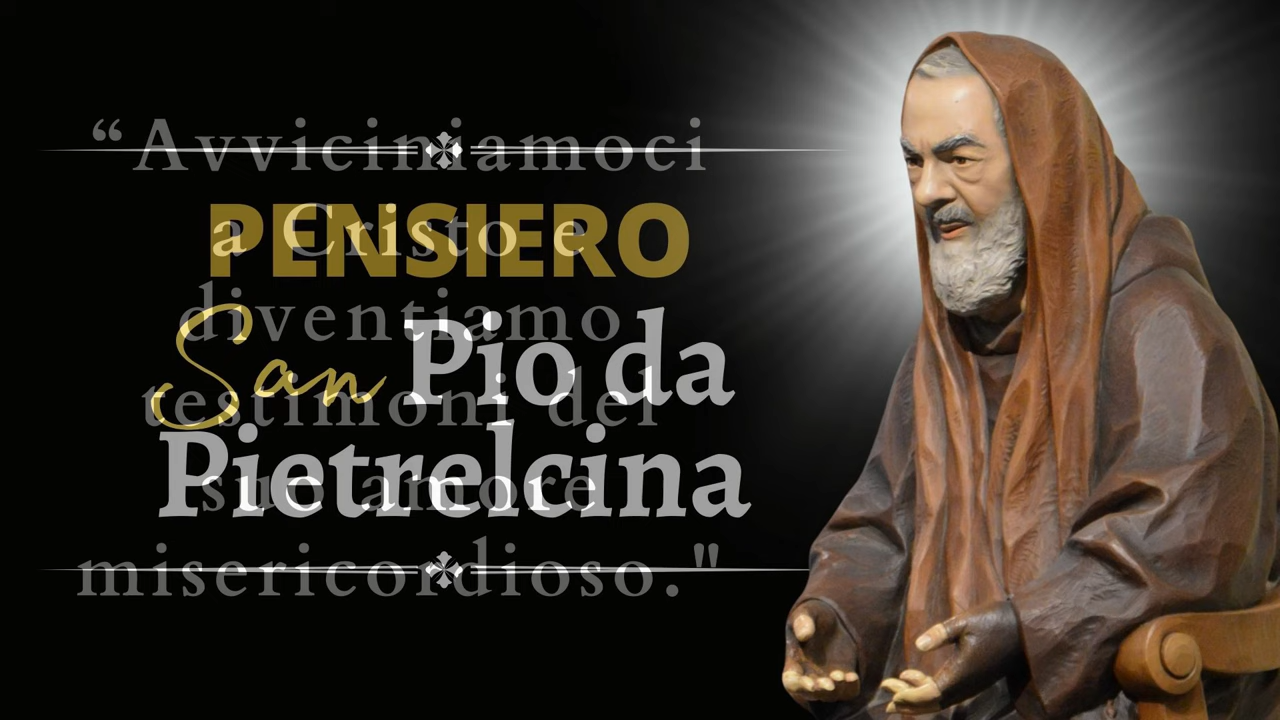 “Avviciniamoci
a Cristo e
diventiamo
testimoni del
suo amore
misericordioso."
PENSIERO
San Pio da
Pietrelcina